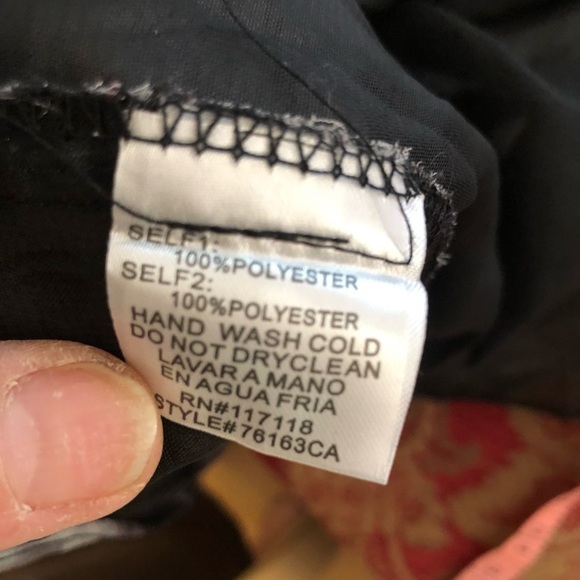 SELF1:
100%POLYESTER
SELF2:
100%POLYESTER
HAND WASH COLD
DO NOT DRYCLEAN
LAVAR A MANO
EN AGUA FRIA
RN#117118
STYLE#76163CA